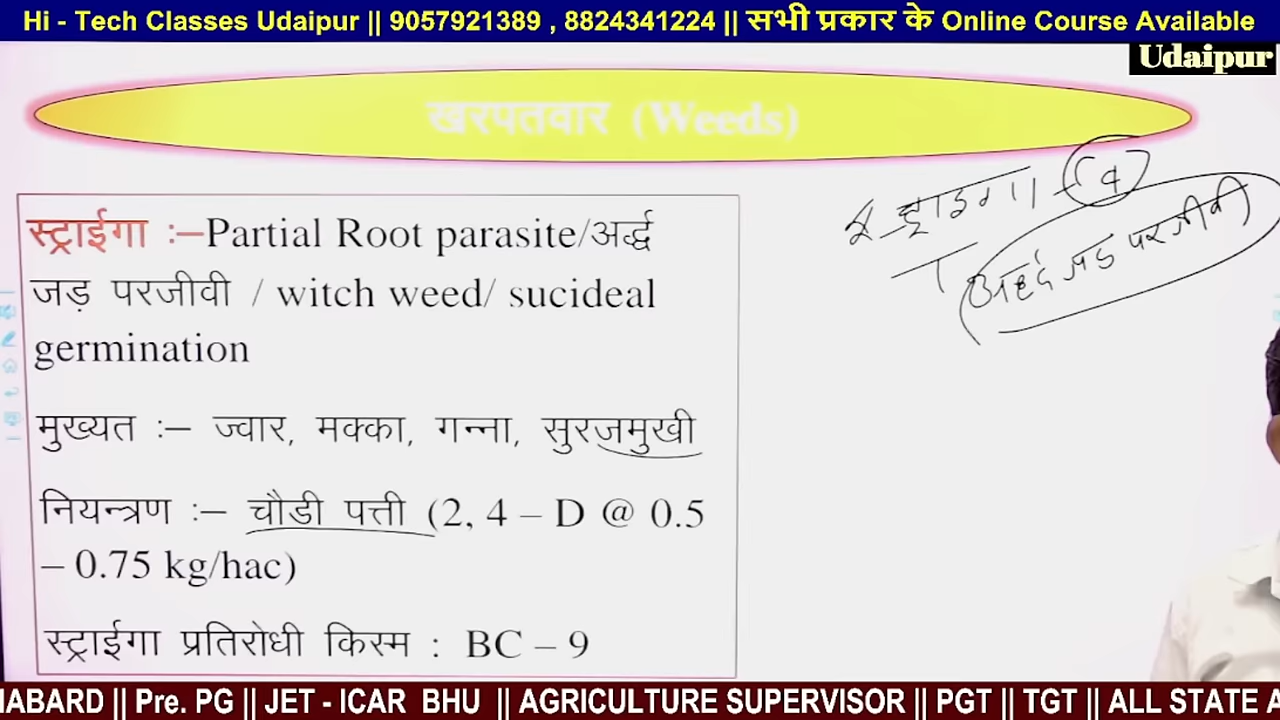 Hi - Tech Classes Udaipur || 9057921389 , 8824341224 || सभी प्रकार के Online Course Available
Udaipur
खरपतवार (Weeds)
स्ट्राईगा :–Partial Root parasite/अर्द्ध
जड़ परजीवी / witch weed/ sucideal
germination
मुख्यत :– ज्वार, मक्का, गन्ना, सुरजमुखी
नियन्त्रण :– चौडी पत्ती (2, 4 – D @ 0.5
– 0.75 kg/hac)
स्ट्राईगा प्रतिरोधी किस्म : BC – 9
जड परजीवी
HABARD || Pre. PG || JET - ICAR BHU || AGRICULTURE SUPERVISOR || PGT || TGT || ALL STATE A